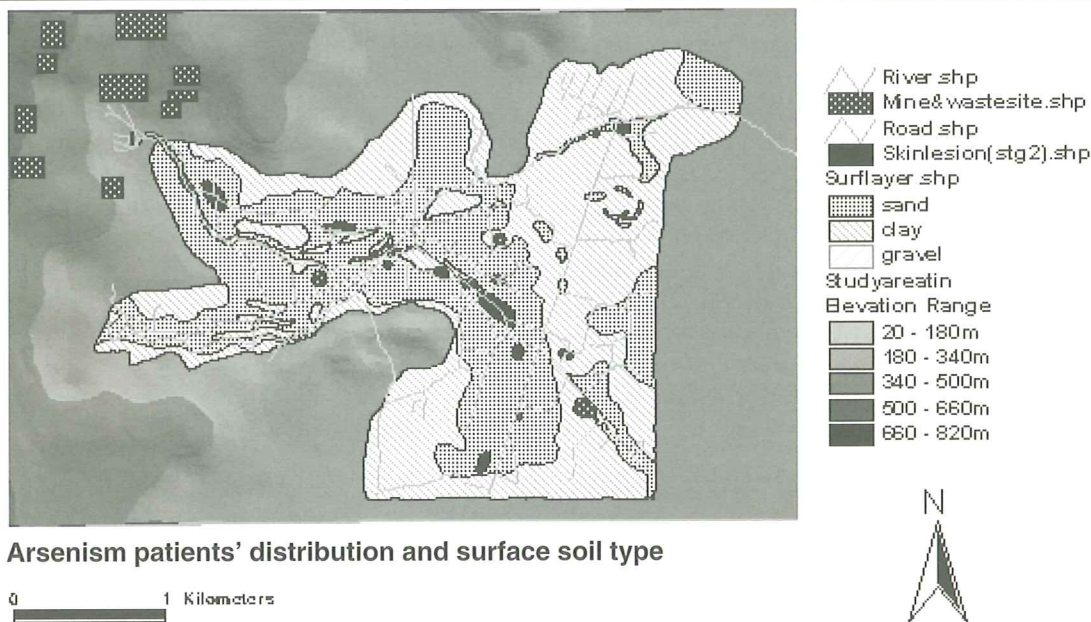 River.shp
Mine&wastesite.shp
Road.shp
Skinlesion(stg2).shp
Surflayer.shp
sand
clay
gravel
Studyareatin
Elevation Range
20 - 180m
180 - 340m
340 - 500m
500 - 660m
660 - 820m
N
Arsenism patients' distribution and surface soil type
0 1 Kilometers